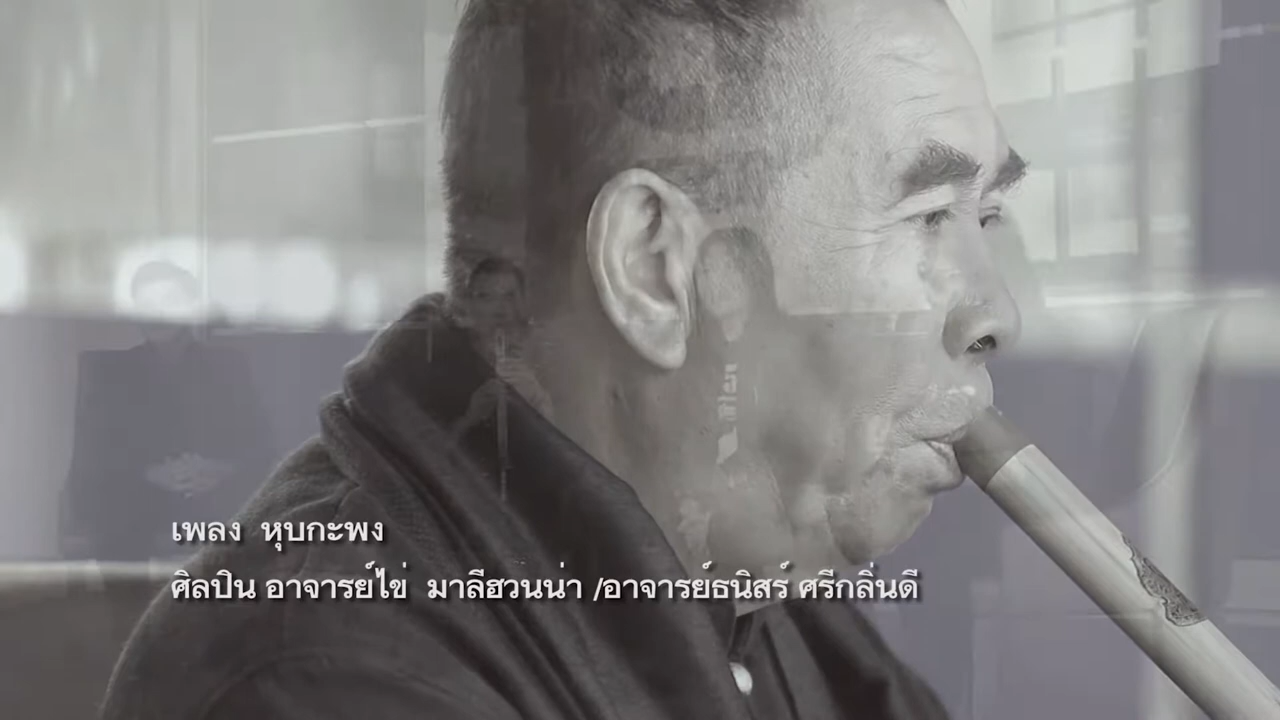 เพลง  หุบกะพง
ศิลปิน อาจารย์ไข่  มาลีฮวนน่า /อาจารย์ธนิสร์ ศรีกลิ่นดี